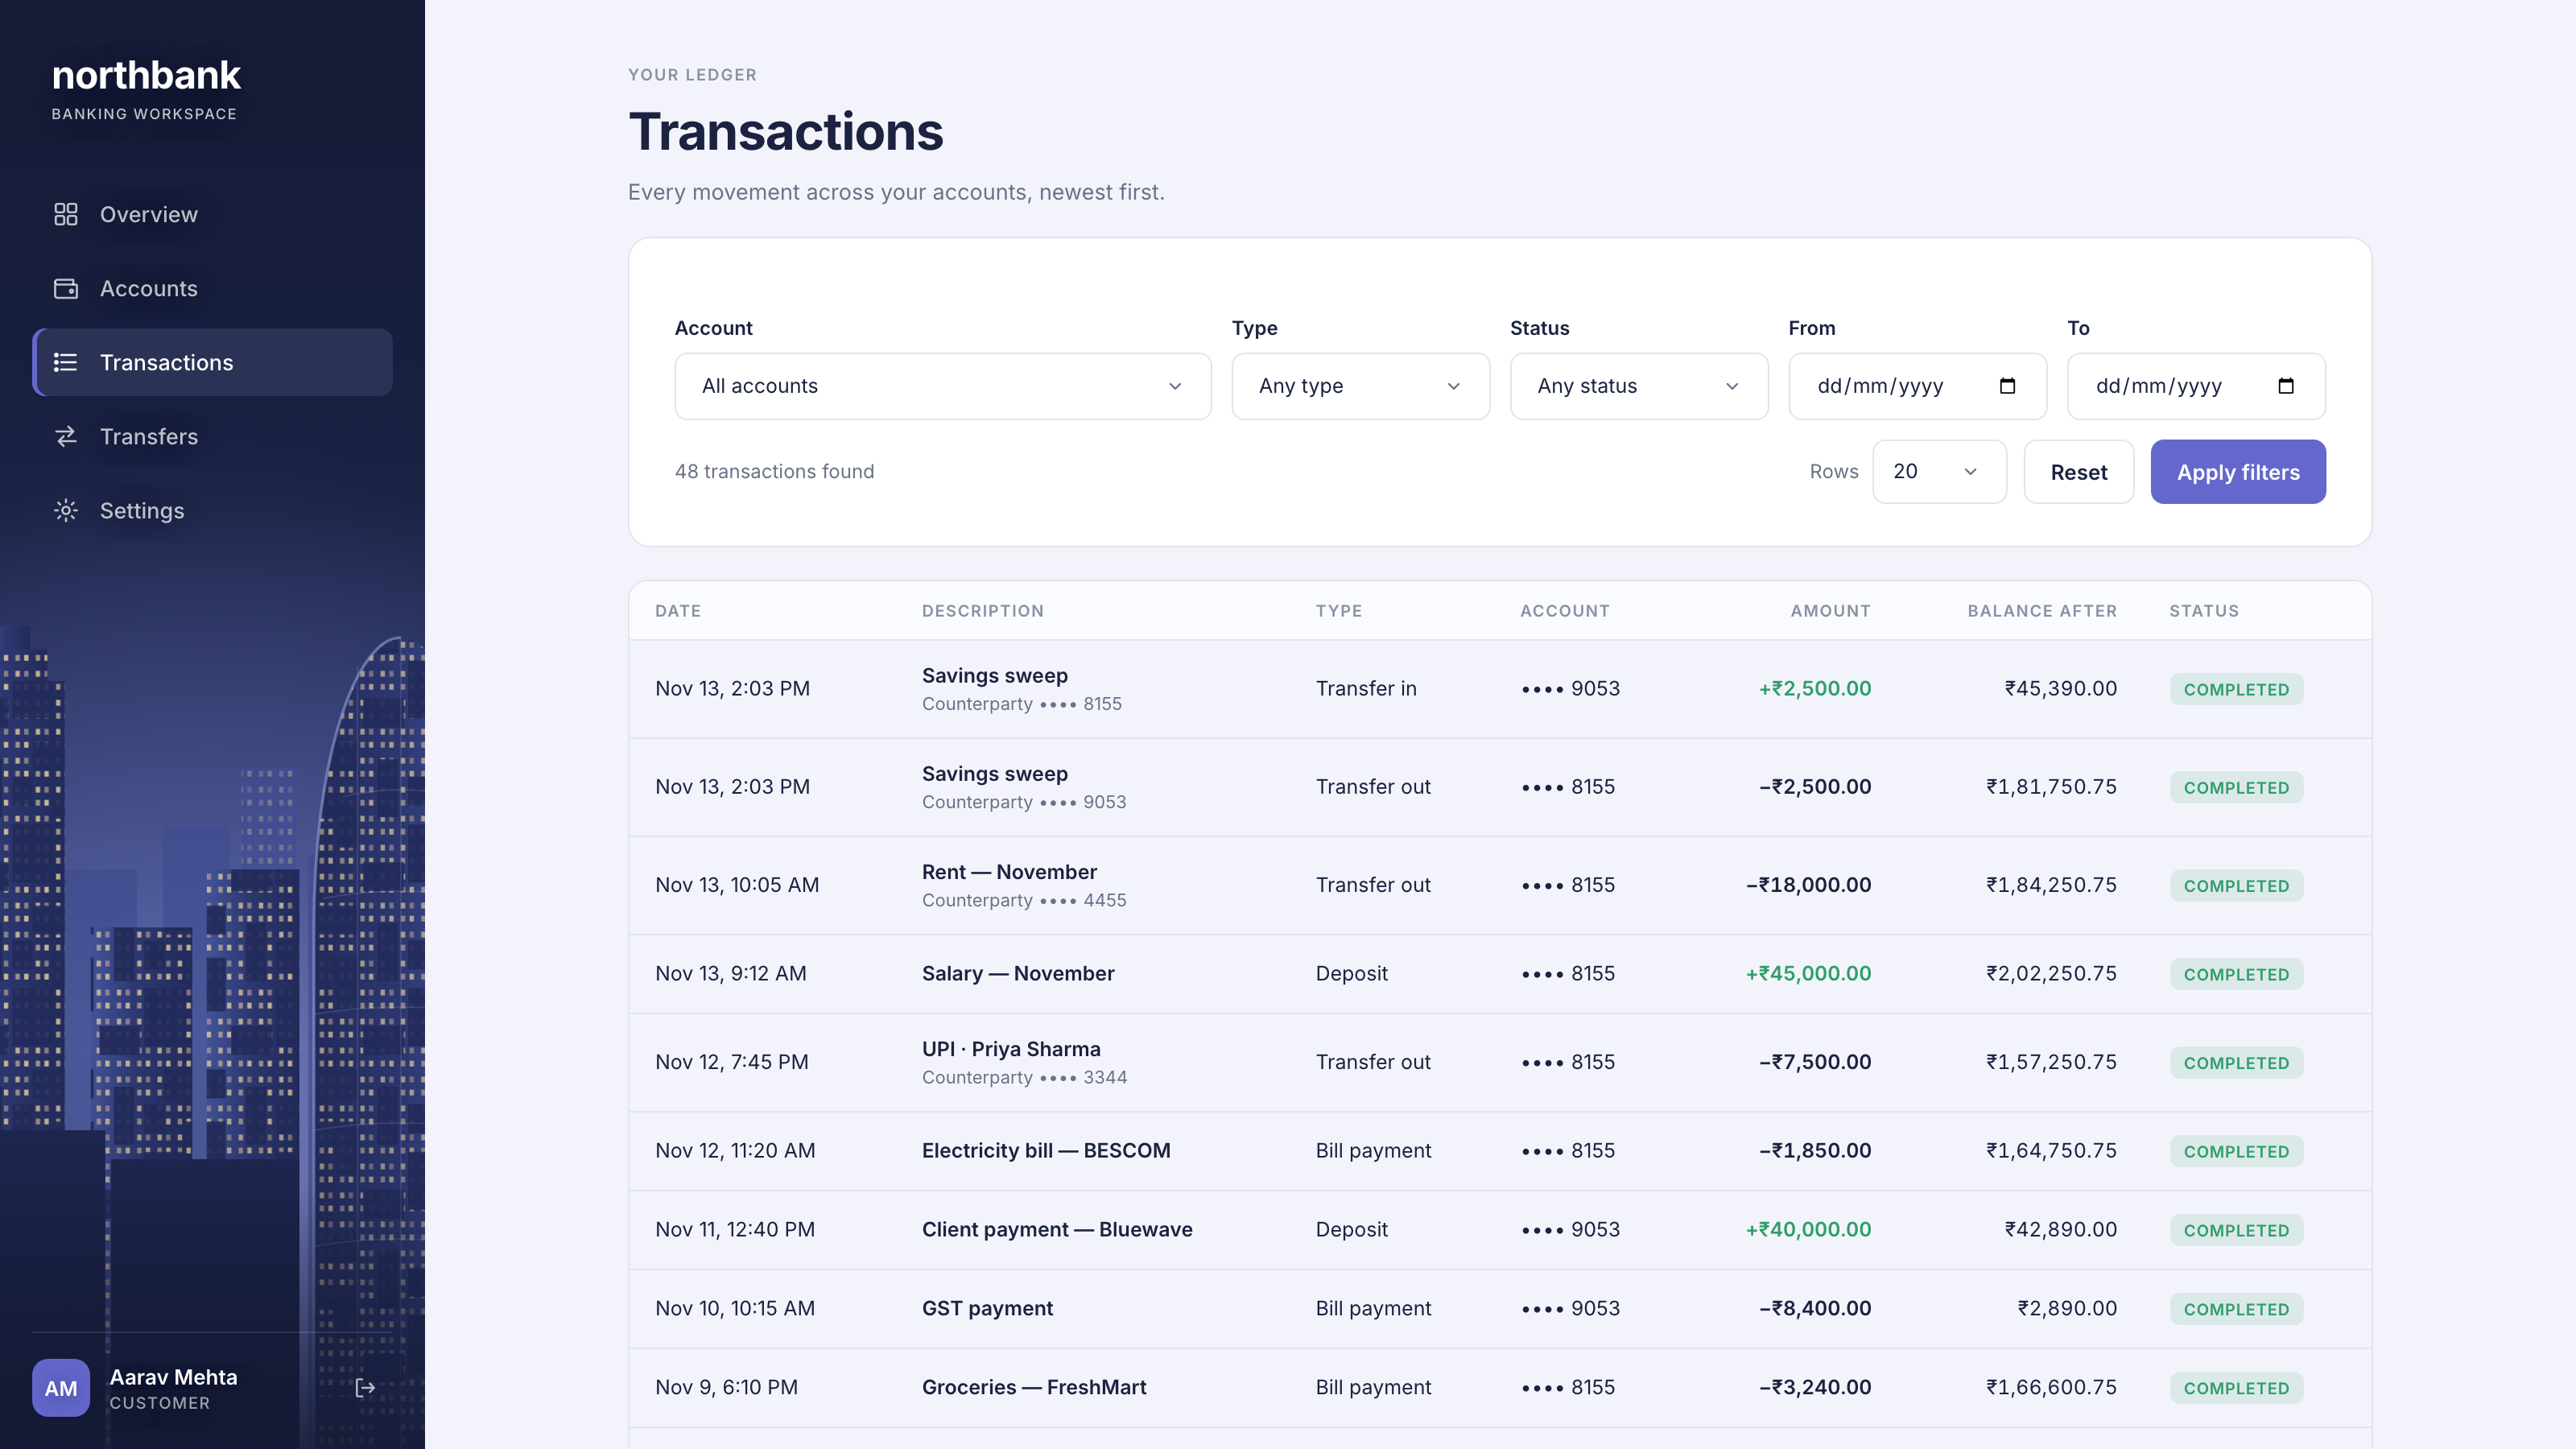 northbank
BANKING WORKSPACE
Overview
Accounts
Transactions
Transfers
Settings
AM
Aarav Mehta
CUSTOMER
YOUR LEDGER
Transactions
Every movement across your accounts, newest first.
Account Type Status From To
All accounts Any type Any status dd/mm/yyyy dd/mm/yyyy
48 transactions found Rows 20 Reset Apply filters
DATE DESCRIPTION TYPE ACCOUNT AMOUNT BALANCE AFTER STATUS
Nov 13, 2:03 PM Savings sweep Transfer in •••• 9053 +₹2,500.00 ₹45,390.00 COMPLETED
Counterparty •••• 8155
Nov 13, 2:03 PM Savings sweep Transfer out •••• 8155 −₹2,500.00 ₹1,81,750.75 COMPLETED
Counterparty •••• 9053
Nov 13, 10:05 AM Rent — November Transfer out •••• 8155 −₹18,000.00 ₹1,84,250.75 COMPLETED
Counterparty •••• 4455
Nov 13, 9:12 AM Salary — November Deposit •••• 8155 +₹45,000.00 ₹2,02,250.75 COMPLETED
Nov 12, 7:45 PM UPI · Priya Sharma Transfer out •••• 8155 −₹7,500.00 ₹1,57,250.75 COMPLETED
Counterparty •••• 3344
Nov 12, 11:20 AM Electricity bill — BESCOM Bill payment •••• 8155 −₹1,850.00 ₹1,64,750.75 COMPLETED
Nov 11, 12:40 PM Client payment — Bluewave Deposit •••• 9053 +₹40,000.00 ₹42,890.00 COMPLETED
Nov 10, 10:15 AM GST payment Bill payment •••• 9053 −₹8,400.00 ₹2,890.00 COMPLETED
Nov 9, 6:10 PM Groceries — FreshMart Bill payment •••• 8155 −₹3,240.00 ₹1,66,600.75 COMPLETED